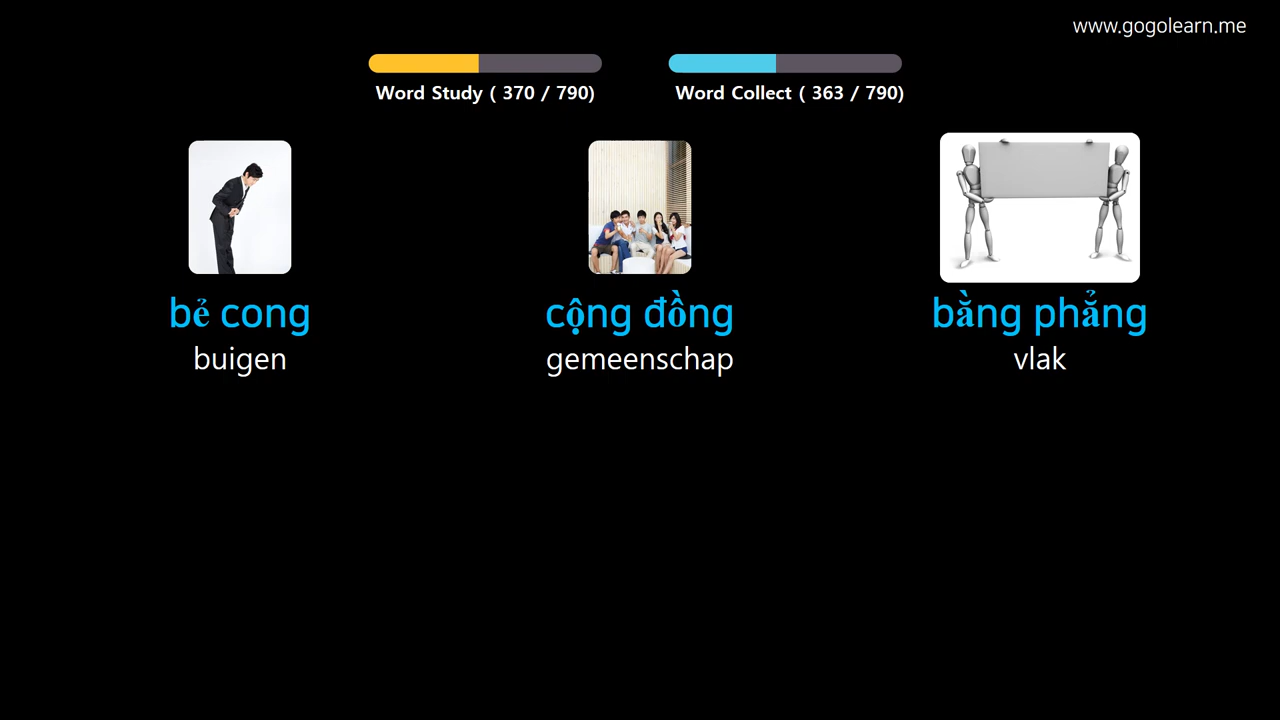 www.gogolearn.me
Word Study ( 370 / 790)
Word Collect ( 363 / 790)
bẻ cong
buigen
cộng đồng
gemeenschap
bằng phẳng
vlak